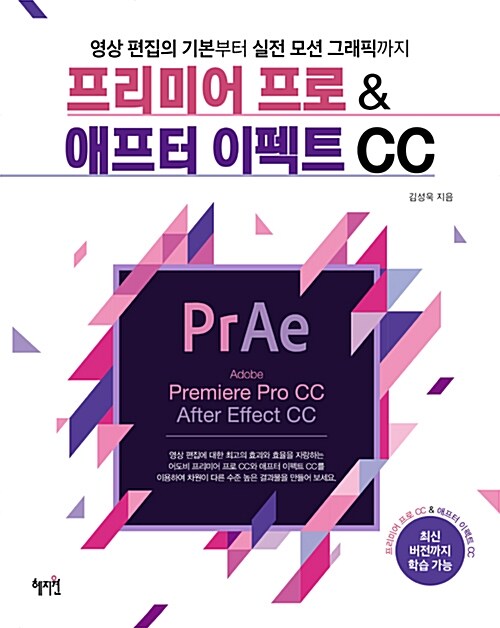 영상 편집의 기본부터 실전 모션 그래픽까지
프리미어 프로 &
애프터 이펙트 CC
김성욱 지음
PrAe
Adobe
Premiere Pro CC
After Effect CC
영상 편집에 대한 최고의 효과와 효율을 자랑하는
어도비 프리미어 프로 CC와 애프터 이펙트 CC를
이용하여 차원이 다른 수준 높은 결과물을 만들어 보세요.
프리미어 프로 CC & 애프터 이펙트 CC
최신
버전까지
학습 가능
혜지원